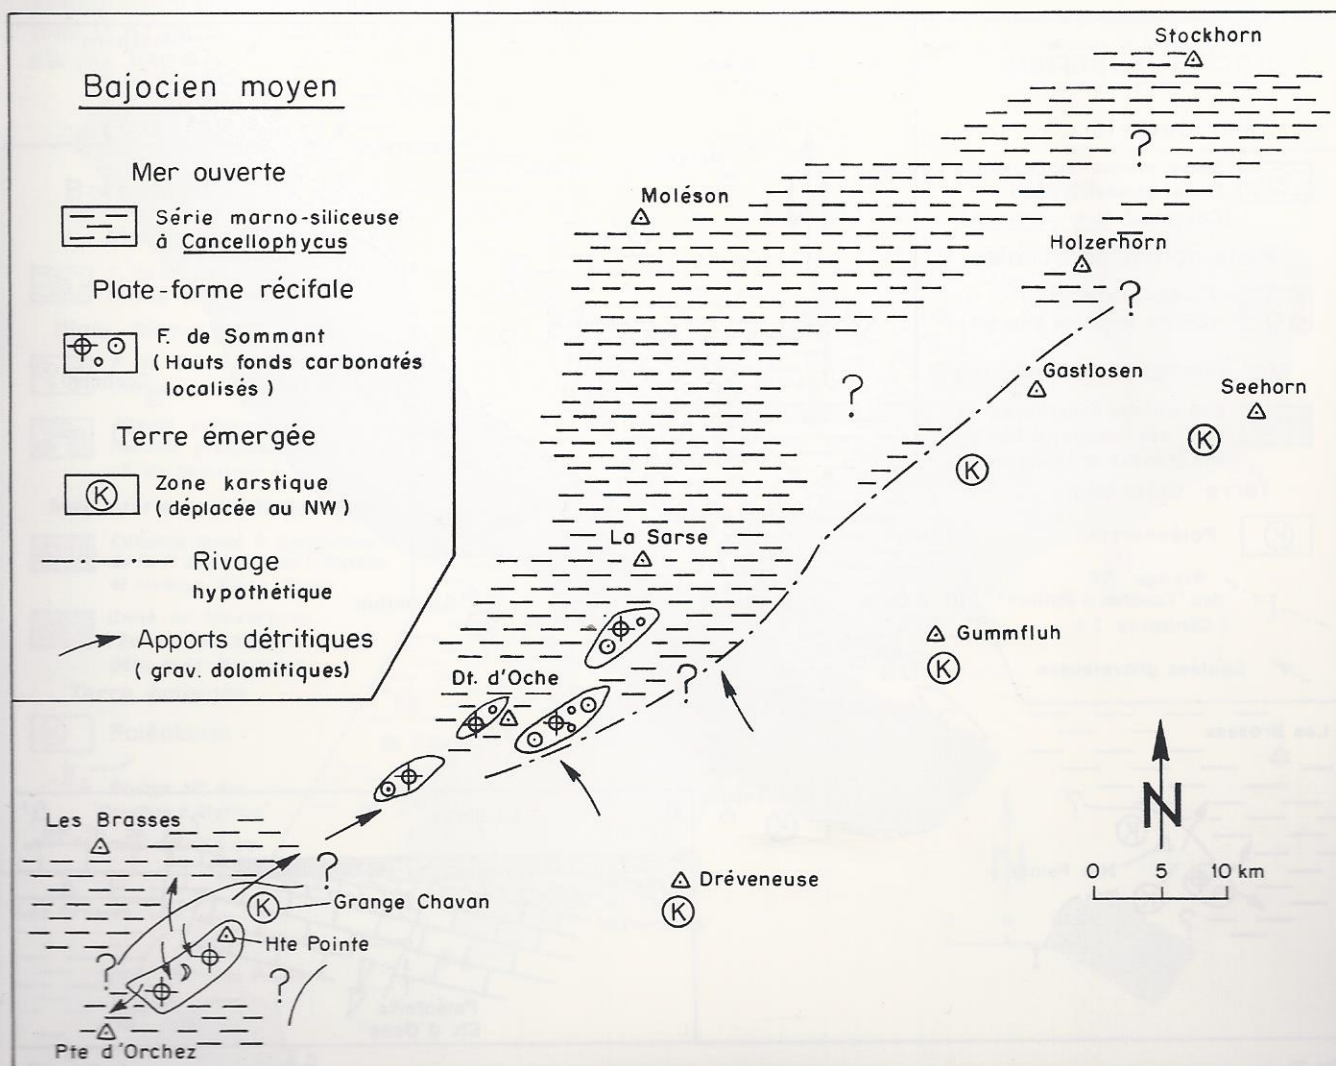 Bajocien moyen
Mer ouverte
Série marno-siliceuse
à Cancellophycus
Plate-forme récifale
F. de Sommant
(Hauts fonds carbonatés
localisés)
Terre émergée
K
Zone karstique
(déplacée au NW)
Rivage
hypothétique
Apports détritiques
(grav. dolomitiques)
Stockhorn
?
Moléson
Holzerhorn
?
Gastlosen
?
Seehorn
K
K
La Sarse
Gummfluh
K
Dt. d'Oche
?
N
Les Brasses
?
Dréveneuse
K
0 5 10 km
K
Grange Chavan
Hte Pointe
?
?
Pte d'Orchez